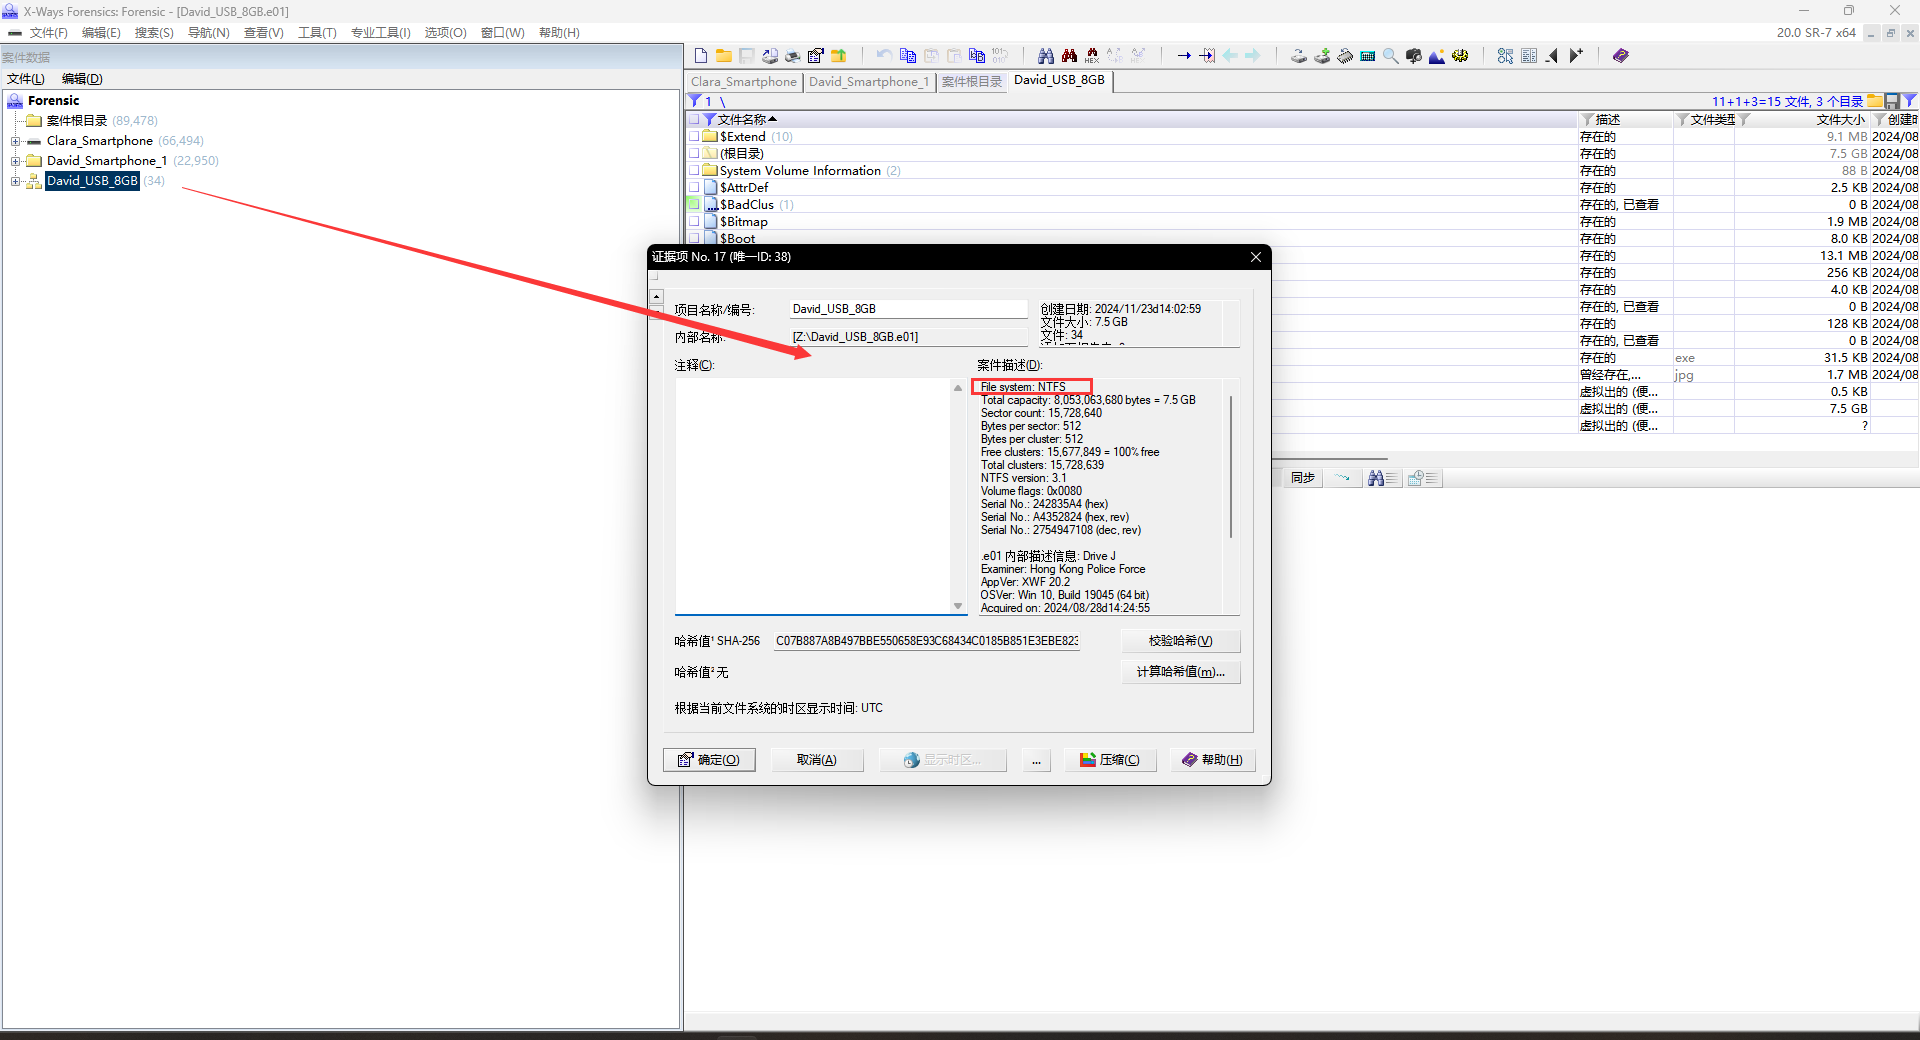 X-Ways Forensics: Forensic - [David_USB_8GB.e01]
文件(F) 编辑(E) 搜索(S) 导航(N) 查看(V) 工具(T) 专业工具(I) 选项(O) 窗口(W) 帮助(H) 20.0 SR-7 x64
案件数据
文件(L) 编辑(D)
Forensic
案件根目录 (89,478)
Clara_Smartphone (66,494)
David_Smartphone_1 (22,950)
David_USB_8GB (34)
Clara_Smartphone David_Smartphone_1 案件根目录 David_USB_8GB
1 \ 11+1+3=15 文件, 3 个目录
文件名称 描述 文件类型 文件大小 创建时
$Extend (10) 存在的 9.1 MB 2024/08
(根目录) 存在的 7.5 GB 2024/08
System Volume Information (2) 存在的 88 B 2024/08
$AttrDef 存在的 2.5 KB 2024/08
$BadClus (1) 存在的, 已查看 0 B 2024/08
$Bitmap 存在的 1.9 MB 2024/08
$Boot 存在的 8.0 KB 2024/08
存在的 13.1 MB 2024/08
存在的 256 KB 2024/08
存在的 4.0 KB 2024/08
存在的, 已查看 0 B 2024/08
存在的 128 KB 2024/08
存在的, 已查看 0 B 2024/08
存在的 exe 31.5 KB 2024/08
曾经存在,... jpg 1.7 MB 2024/08
虚拟出的 (便... 0.5 KB
虚拟出的 (便... 7.5 GB
虚拟出的 (便... ?
同步
证据项 No. 17 (唯一ID: 38)
项目名称/编号: David_USB_8GB
内部名称: [Z:\David_USB_8GB.e01]
创建日期: 2024/11/23d14:02:59
文件大小: 7.5 GB
文件: 34
注释(C): 案件描述(D):
File system: NTFS
Total capacity: 8,053,063,680 bytes = 7.5 GB
Sector count: 15,728,640
Bytes per sector: 512
Bytes per cluster: 512
Free clusters: 15,677,849 = 100% free
Total clusters: 15,728,639
NTFS version: 3.1
Volume flags: 0x0080
Serial No.: 242835A4 (hex)
Serial No.: A4352824 (hex, rev)
Serial No.: 2754947108 (dec, rev)
.e01 内部描述信息: Drive J
Examiner: Hong Kong Police Force
AppVer: XWF 20.2
OSVer: Win 10, Build 19045 (64 bit)
Acquired on: 2024/08/28d14:24:55
哈希值¹ SHA-256 C07B887A8B497BBE550658E93C68434C0185B851E3EBE823 校验哈希(V)
哈希值² 无 计算哈希值(m)...
根据当前文件系统的时区显示时间: UTC
确定(O) 取消(A) 显示时区... ... 压缩(C) 帮助(H)